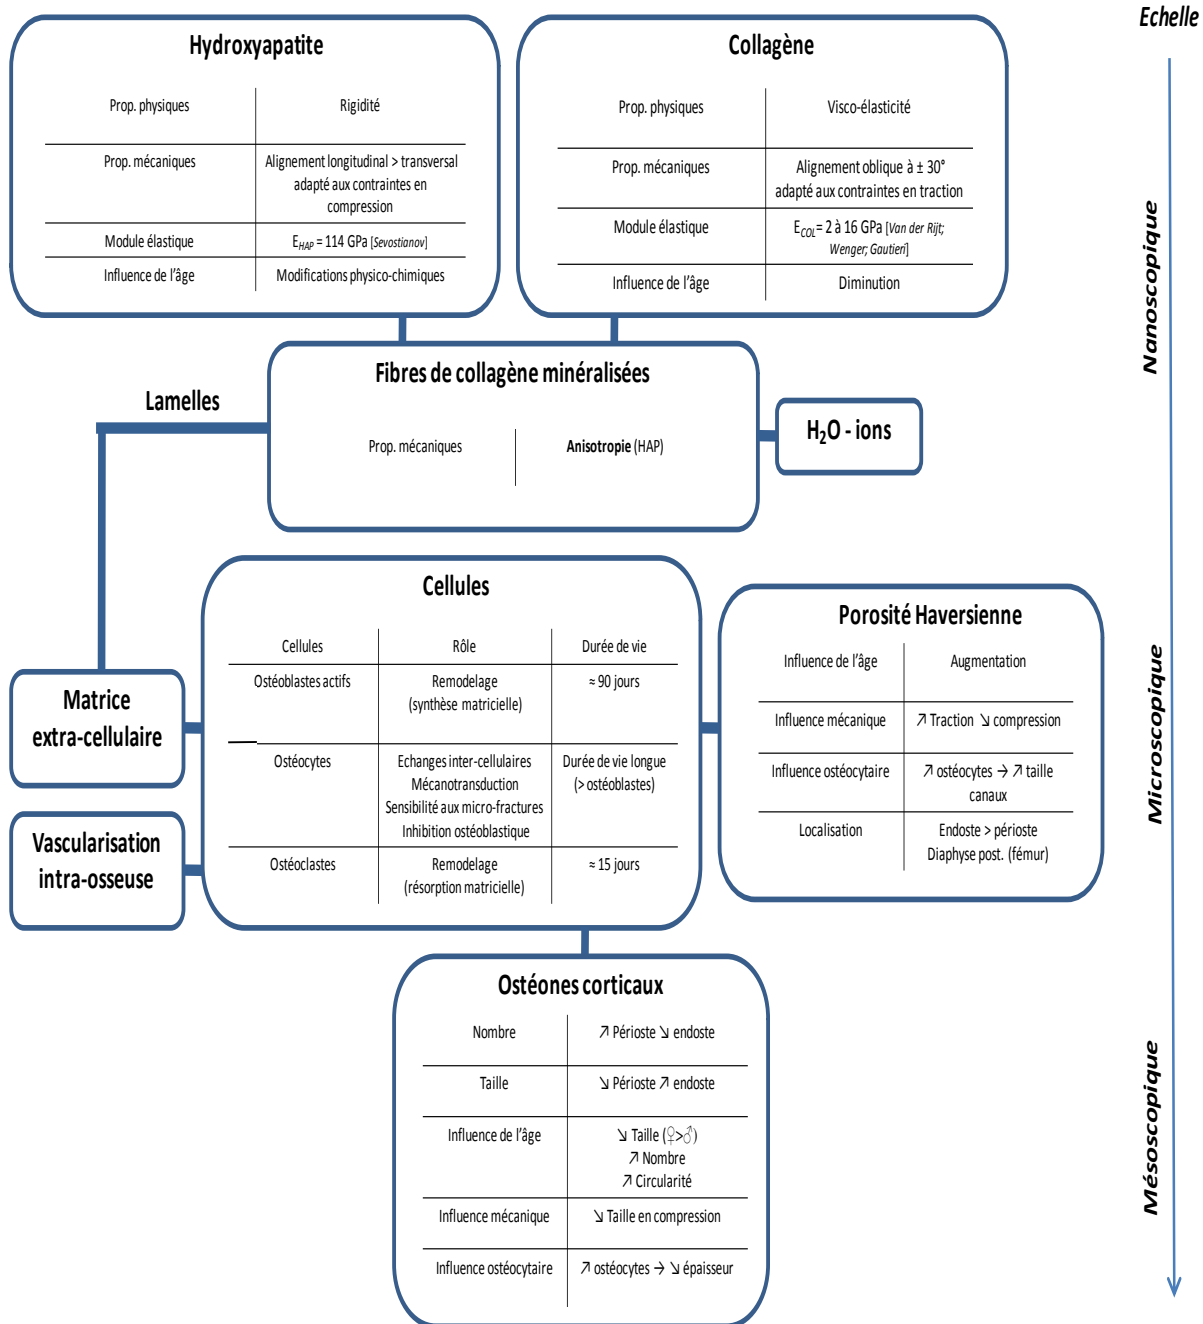 Echelle
Hydroxyapatite
Prop. physiques
Rigidité
Prop. mécaniques
Alignement longitudinal > transversal
adapté aux contraintes en
compression
Module élastique
E_HAP = 114 GPa [Sevostianov]
Influence de l'âge
Modifications physico-chimiques
Collagène
Prop. physiques
Visco-élasticité
Prop. mécaniques
Alignement oblique à ± 30°
adapté aux contraintes en traction
Module élastique
E_COL = 2 à 16 GPa [Van der Rijt;
Wenger; Gautieri]
Influence de l'âge
Diminution
Nanoscopique
Fibres de collagène minéralisées
Prop. mécaniques
Anisotropie (HAP)
Lamelles
H₂O - ions
Cellules
Cellules
Rôle
Durée de vie
Ostéoblastes actifs
Remodelage
(synthèse matricielle)
≈ 90 jours
Ostéocytes
Echanges inter-cellulaires
Mécanotransduction
Sensibilité aux micro-fractures
Inhibition ostéoblastique
Durée de vie longue
(> ostéoblastes)
Ostéoclastes
Remodelage
(résorption matricielle)
≈ 15 jours
Matrice
extra-cellulaire
Vascularisation
intra-osseuse
Porosité Haversienne
Influence de l'âge
Augmentation
Influence mécanique
↗ Traction ↘ compression
Influence ostéocytaire
↗ ostéocytes → ↗ taille
canaux
Localisation
Endoste > périoste
Diaphyse post. (fémur)
Microscopique
Ostéones corticaux
Nombre
↗ Périoste ↘ endoste
Taille
↘ Périoste ↗ endoste
Influence de l'âge
↘ Taille (♀>♂)
↗ Nombre
↗ Circularité
Influence mécanique
↘ Taille en compression
Influence ostéocytaire
↗ ostéocytes → ↘ épaisseur
Mésoscopique